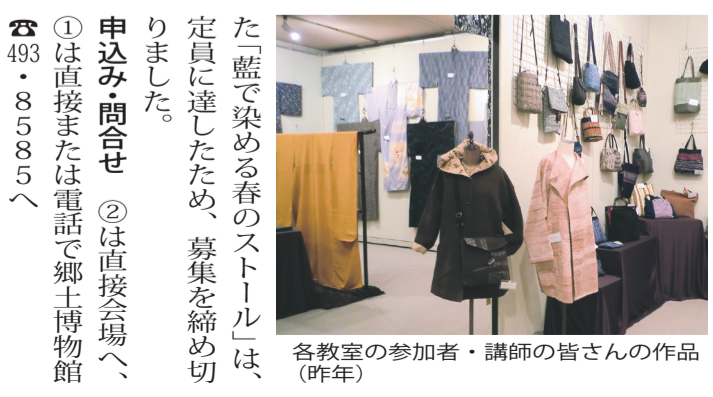 た「藍で染める春のストール」は、
定員に達したため、募集を締め切
りました。
申込み・問合せ　②は直接会場へ、
①は直接または電話で郷土博物館
☎493・8585へ
各教室の参加者・講師の皆さんの作品
（昨年）